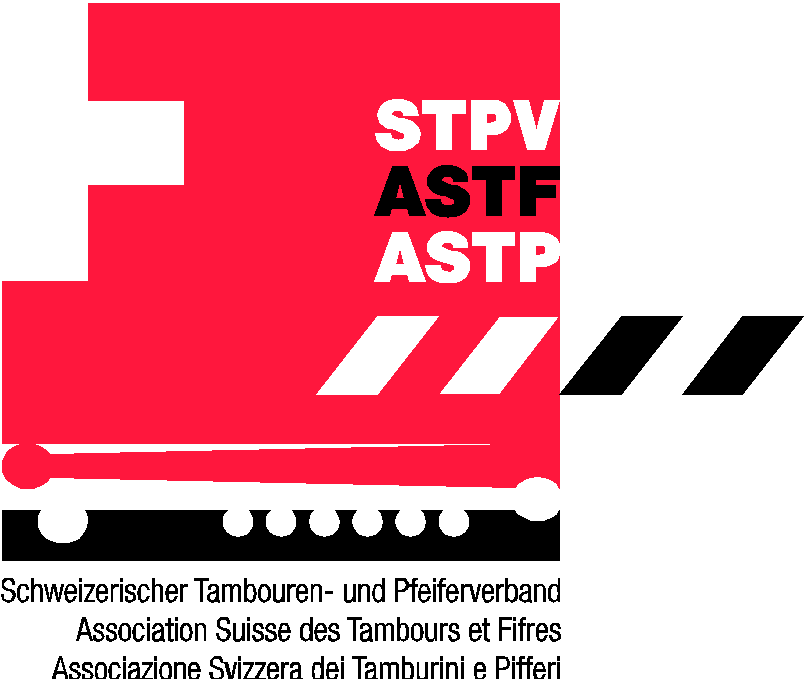 STPV
ASTF
ASTP
Schweizerischer Tambouren- und Pfeiferverband
Association Suisse des Tambours et Fifres
Associazione Svizzera dei Tamburini e Pifferi